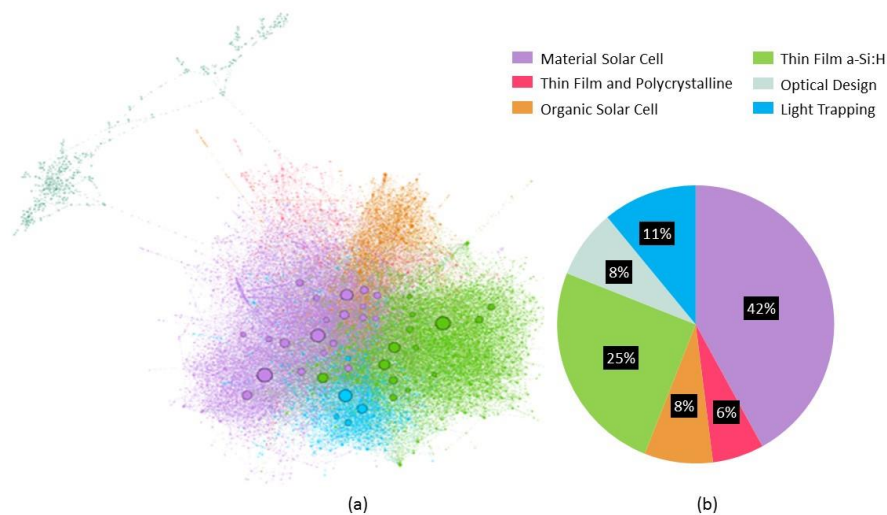 Material Solar Cell
Thin Film a-Si:H
Thin Film and Polycrystalline
Optical Design
Organic Solar Cell
Light Trapping
11%
8%
42%
25%
8%
6%
(a)
(b)